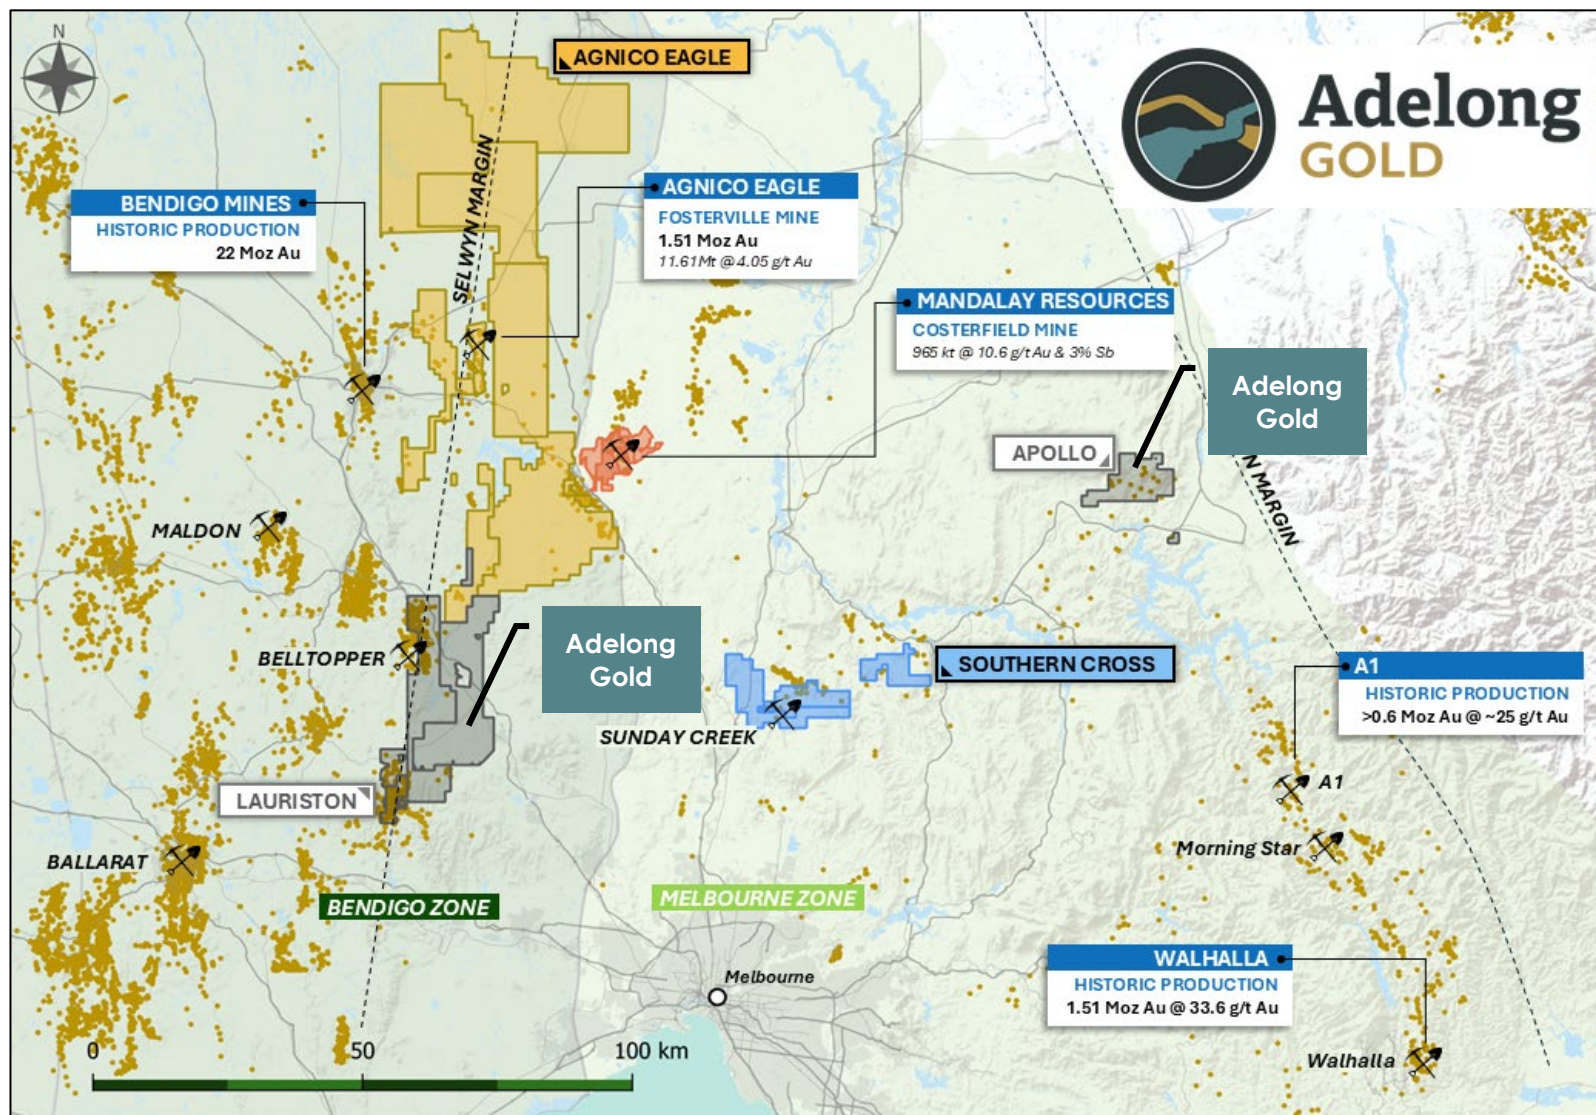 N
AGNICO EAGLE
Adelong
GOLD
SELWYN MARGIN
BENDIGO MINES
HISTORIC PRODUCTION
22 Moz Au
AGNICO EAGLE
FOSTERVILLE MINE
1.51 Moz Au
11.61Mt @ 4.05 g/t Au
MANDALAY RESOURCES
COSTERFIELD MINE
965 kt @ 10.6 g/t Au & 3% Sb
Adelong
Gold
APOLLO
N MARGIN
MALDON
BELLTOPPER
Adelong
Gold
SOUTHERN CROSS
A1
HISTORIC PRODUCTION
>0.6 Moz Au @ ~25 g/t Au
SUNDAY CREEK
LAURISTON
A1
Morning Star
BALLARAT
BENDIGO ZONE
MELBOURNE ZONE
WALHALLA
HISTORIC PRODUCTION
1.51 Moz Au @ 33.6 g/t Au
Melbourne
0 50 100 km
Walhalla